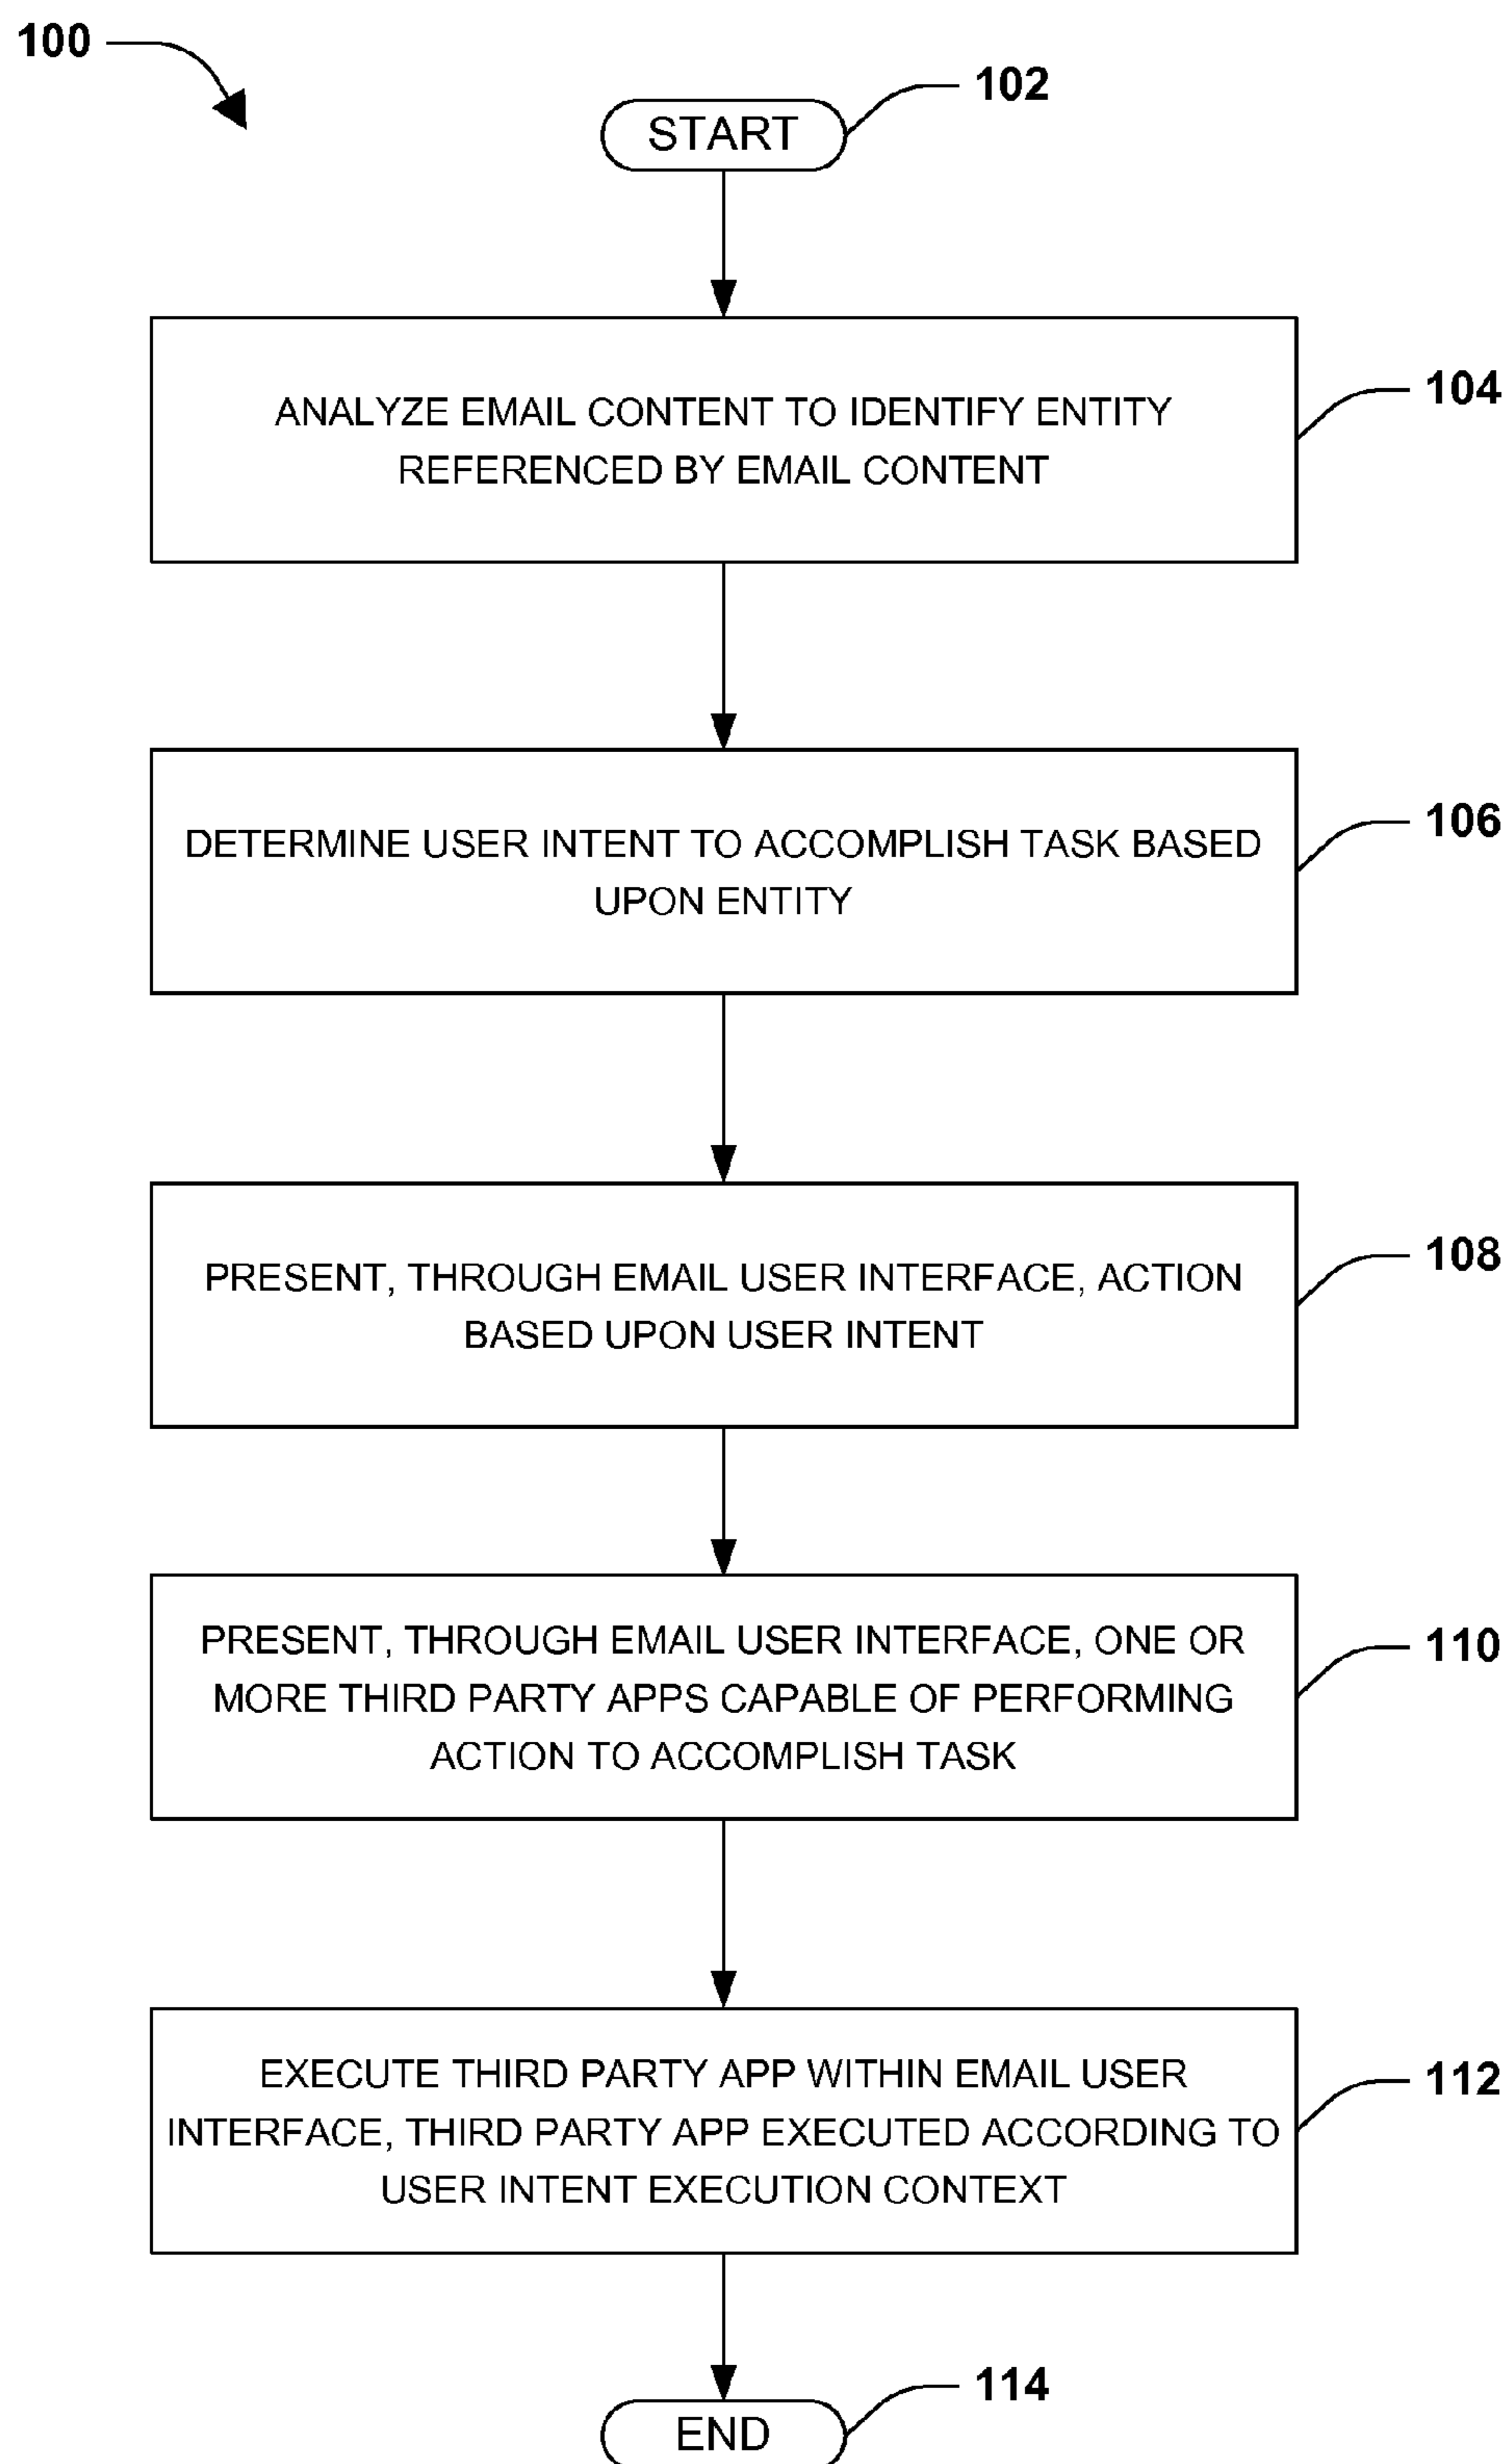 100
102
START
104
ANALYZE EMAIL CONTENT TO IDENTIFY ENTITY
REFERENCED BY EMAIL CONTENT
106
DETERMINE USER INTENT TO ACCOMPLISH TASK BASED
UPON ENTITY
108
PRESENT, THROUGH EMAIL USER INTERFACE, ACTION
BASED UPON USER INTENT
110
PRESENT, THROUGH EMAIL USER INTERFACE, ONE OR
MORE THIRD PARTY APPS CAPABLE OF PERFORMING
ACTION TO ACCOMPLISH TASK
112
EXECUTE THIRD PARTY APP WITHIN EMAIL USER
INTERFACE, THIRD PARTY APP EXECUTED ACCORDING TO
USER INTENT EXECUTION CONTEXT
114
END